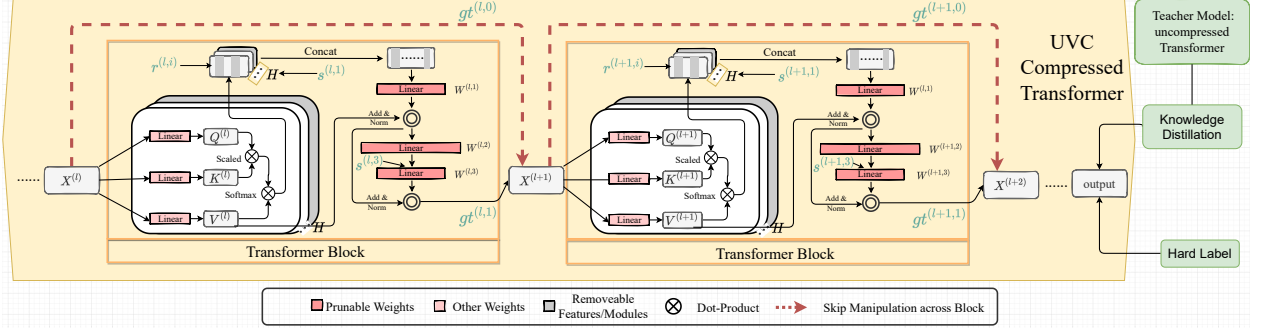 gt^{(l,0)}
gt^{(l+1,0)}
Teacher Model:
uncompressed
Transformer
UVC
Compressed
Transformer
Knowledge
Distillation
Hard Label
...... X^{(l)}
Linear Q^{(l)}
Linear K^{(l)}
Linear V^{(l)}
Scaled
Softmax
H
r^{(l,i)}
H
s^{(l,1)}
Concat
......
Linear W^{(l,1)}
Add &
Norm
Linear W^{(l,2)}
s^{(l,3)}
Linear W^{(l,3)}
Add &
Norm
gt^{(l,1)}
Transformer Block
X^{(l+1)}
Linear Q^{(l+1)}
Linear K^{(l+1)}
Linear V^{(l+1)}
Scaled
Softmax
H
r^{(l+1,i)}
H
s^{(l+1,1)}
Concat
......
Linear W^{(l,1)}
Add &
Norm
Linear W^{(l+1,2)}
s^{(l+1,3)}
Linear W^{(l+1,3)}
Add &
Norm
gt^{(l+1,1)}
Transformer Block
X^{(l+2)} ...... output
Prunable Weights
Other Weights
Removeable
Features/Modules
Dot-Product
Skip Manipulation across Block